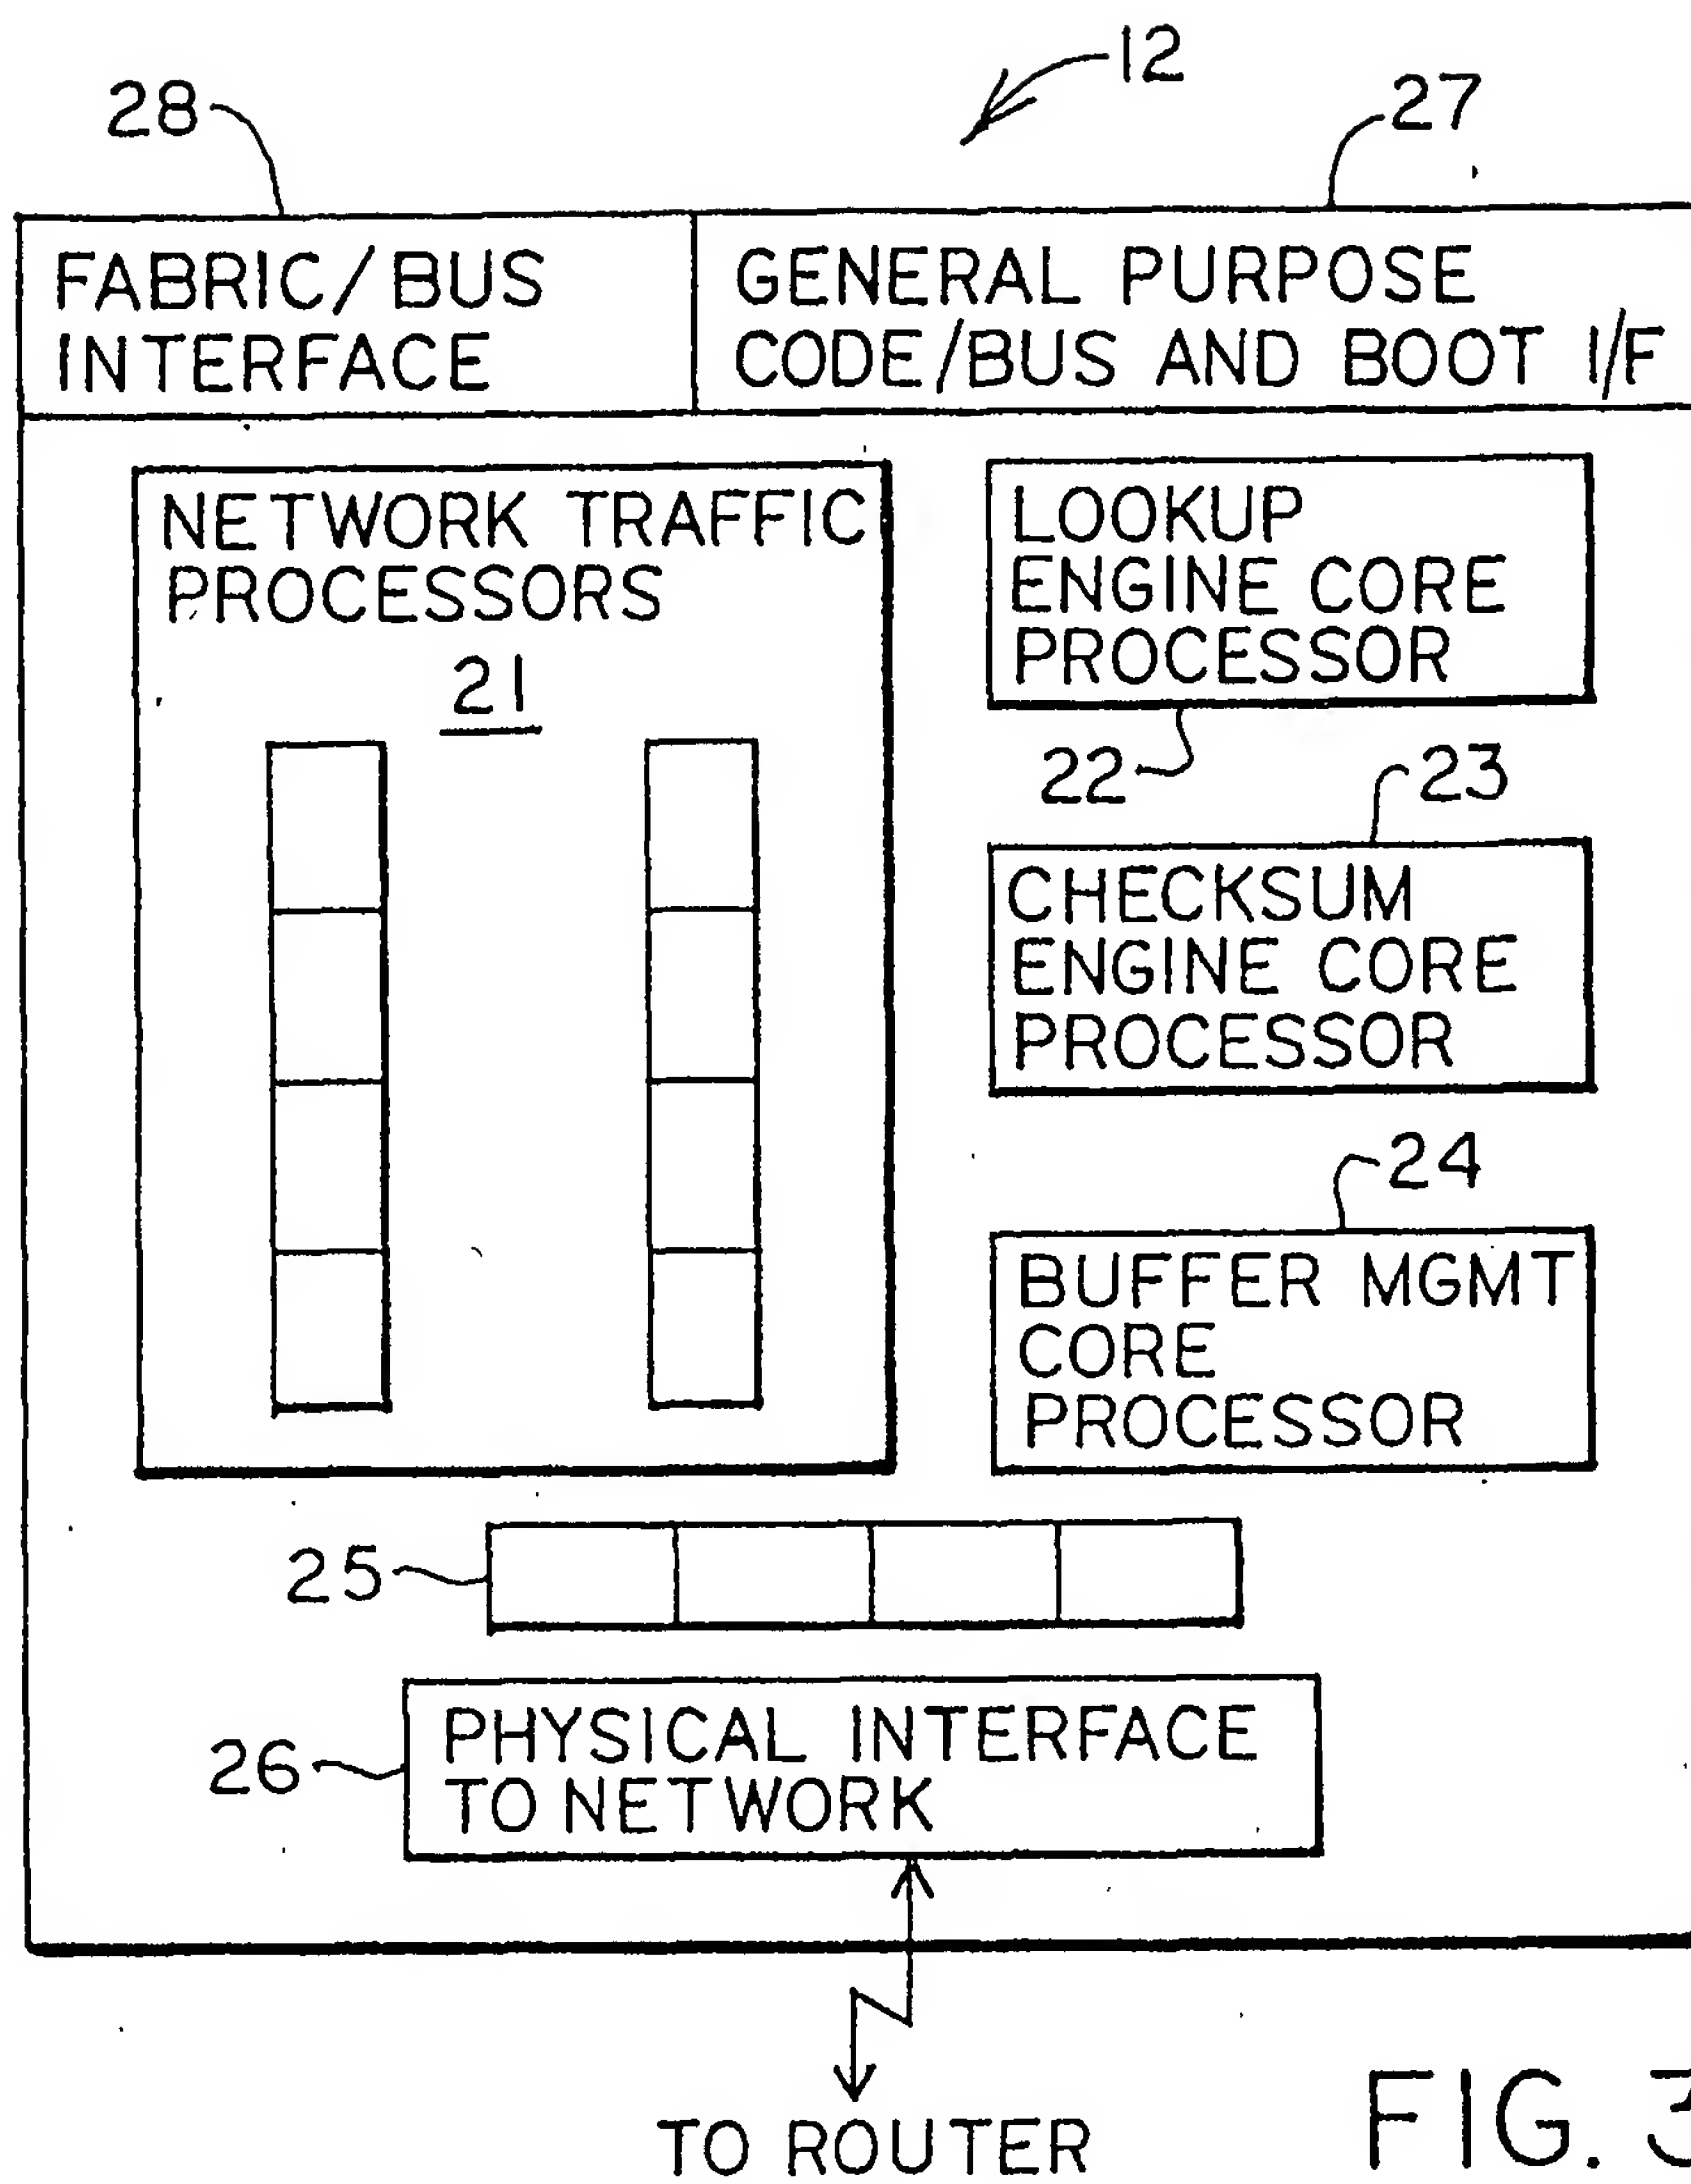 12
28
27
FABRIC/BUS
INTERFACE
GENERAL PURPOSE
CODE/BUS AND BOOT I/F
NETWORK TRAFFIC
PROCESSORS
21
LOOKUP
ENGINE CORE
PROCESSOR
22
23
CHECKSUM
ENGINE CORE
PROCESSOR
24
BUFFER MGMT
CORE
PROCESSOR
25
26
PHYSICAL INTERFACE
TO NETWORK
TO ROUTER
FIG. 3